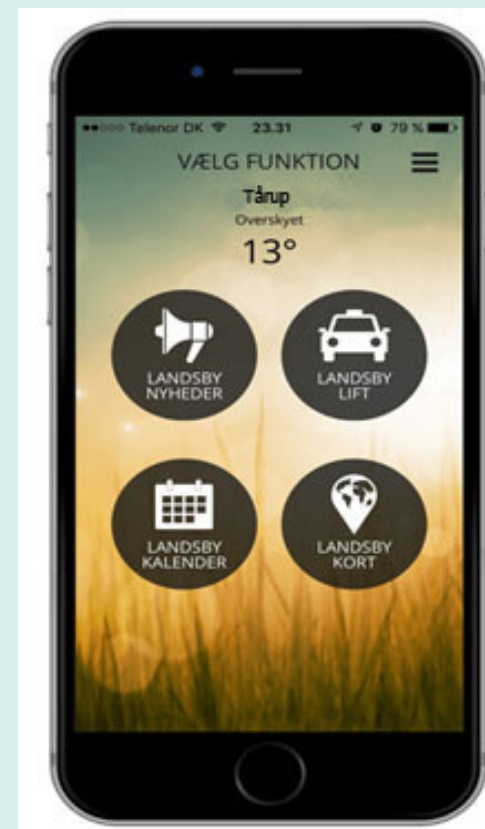 Telenor DK 23.31 79 %
VÆLG FUNKTION
Tårup
Overskyet
13°
LANDSBY
NYHEDER
LANDSBY
LIFT
LANDSBY
KALENDER
LANDSBY
KORT